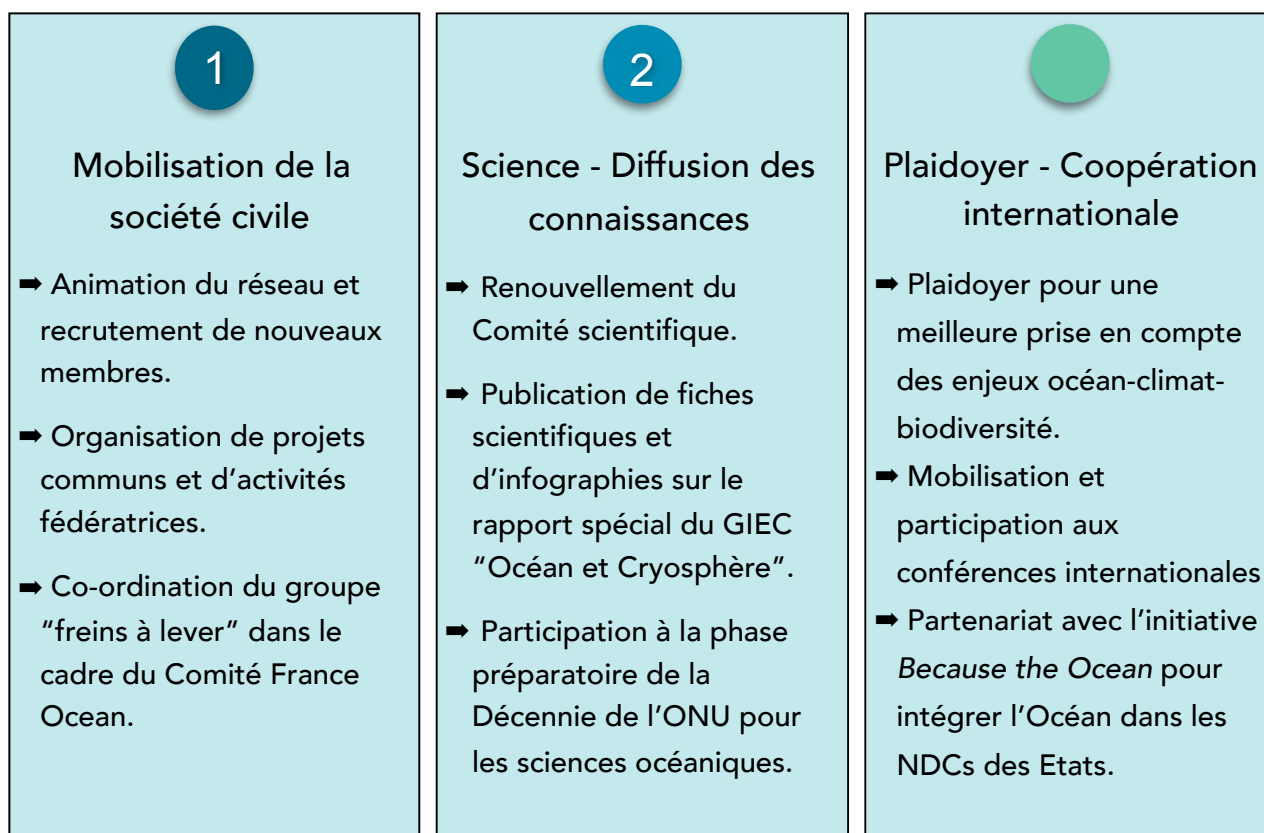 1
Mobilisation de la
société civile
➡ Animation du réseau et
recrutement de nouveaux
membres.
➡ Organisation de projets
communs et d’activités
fédératrices.
➡ Co-ordination du groupe
“freins à lever” dans le
cadre du Comité France
Ocean.
2
Science - Diffusion des
connaissances
➡ Renouvellement du
Comité scientifique.
➡ Publication de fiches
scientifiques et
d’infographies sur le
rapport spécial du GIEC
“Océan et Cryosphère”.
➡ Participation à la phase
préparatoire de la
Décennie de l’ONU pour
les sciences océaniques.
Plaidoyer - Coopération
internationale
➡ Plaidoyer pour une
meilleure prise en compte
des enjeux océan-climat-
biodiversité.
➡ Mobilisation et
participation aux
conférences internationales
➡ Partenariat avec l’initiative
Because the Ocean pour
intégrer l’Océan dans les
NDCs des Etats.